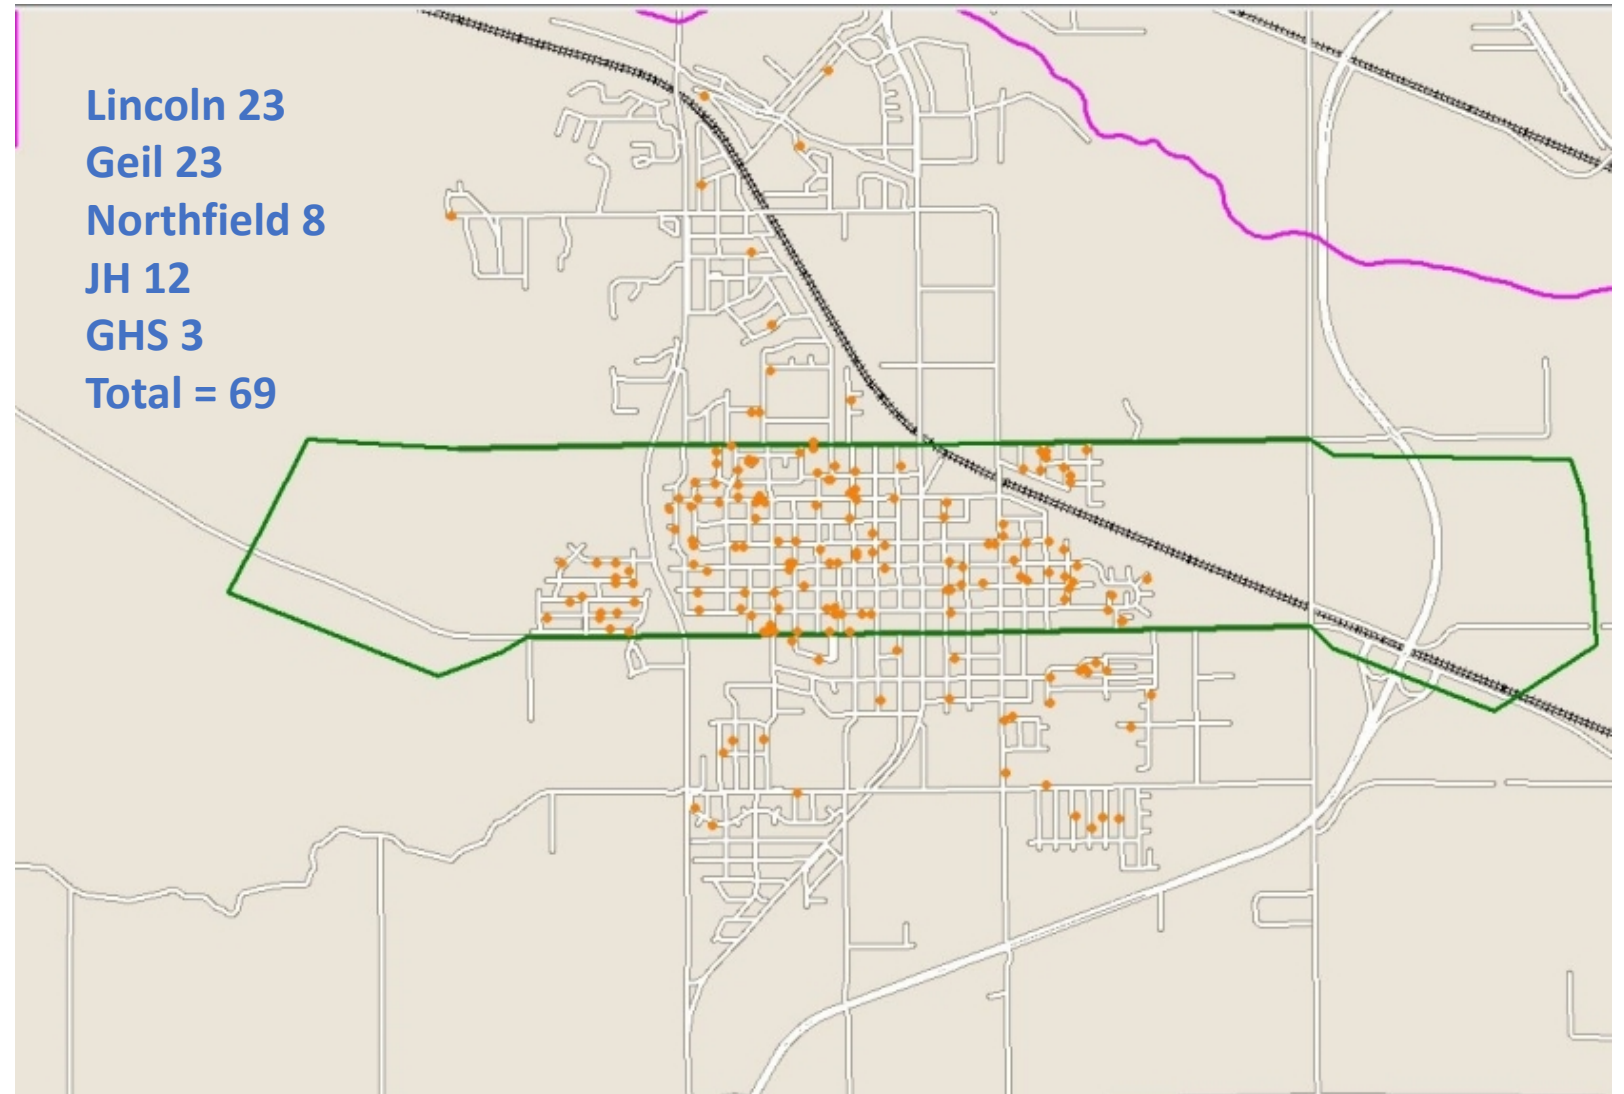 Lincoln 23
Geil 23
Northfield 8
JH 12
GHS 3
Total = 69